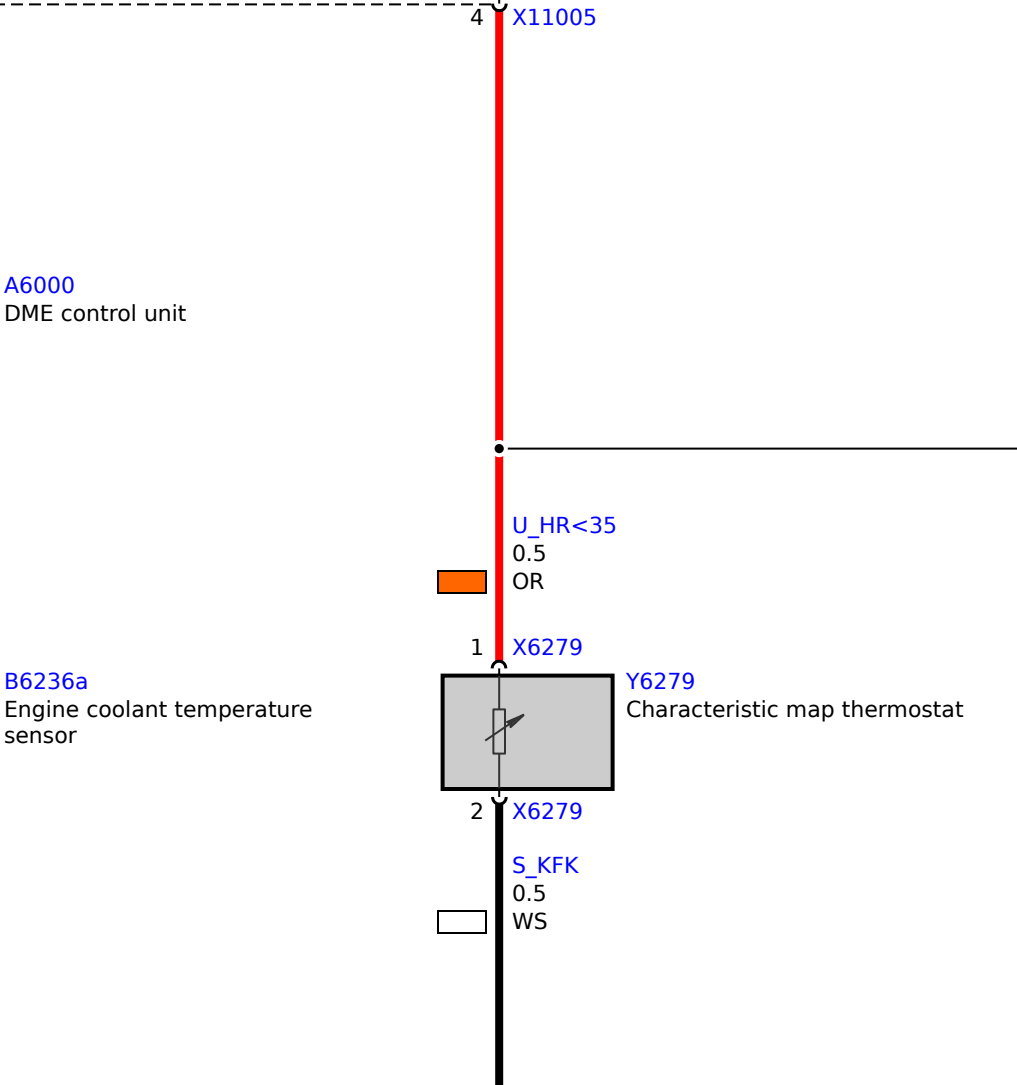 4 X11005
A6000
DME control unit
U_HR<35
0.5
OR
1 X6279
B6236a
Engine coolant temperature
sensor
Y6279
Characteristic map thermostat
2 X6279
S_KFK
0.5
WS